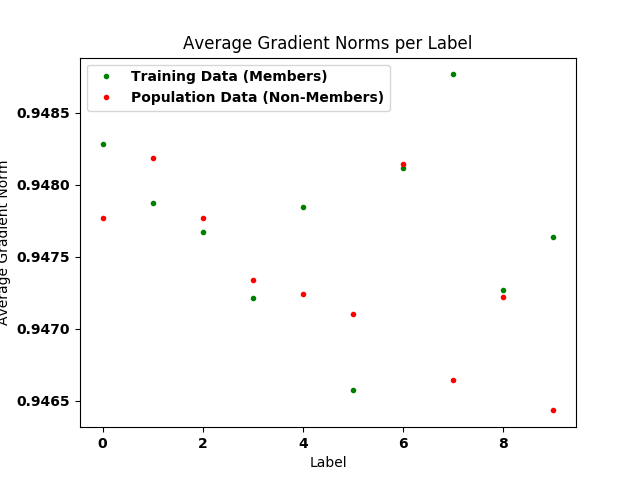 Average Gradient Norms per Label
Training Data (Members)
Population Data (Non-Members)
0.9485
0.9480
0.9475
0.9470
0.9465
Average Gradient Norm
0
2
4
6
8
Label